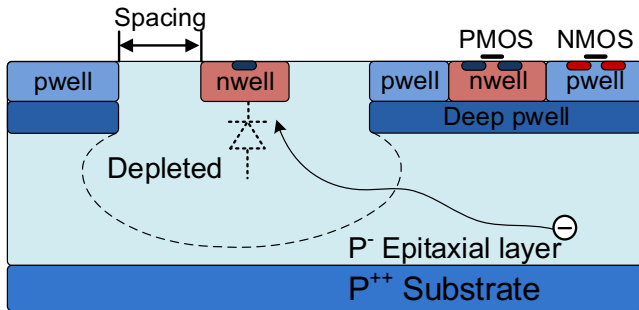 Spacing
PMOS NMOS
pwell nwell pwell nwell pwell
Deep pwell
Depleted
P⁻ Epitaxial layer
P⁺⁺ Substrate